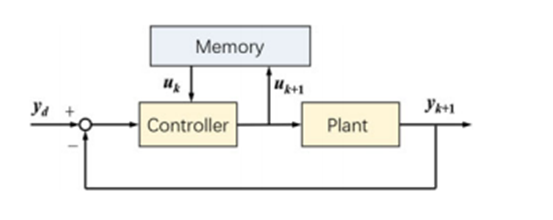 Memory
u_k
u_{k+1}
y_d
+
Controller
Plant
y_{k+1}
−